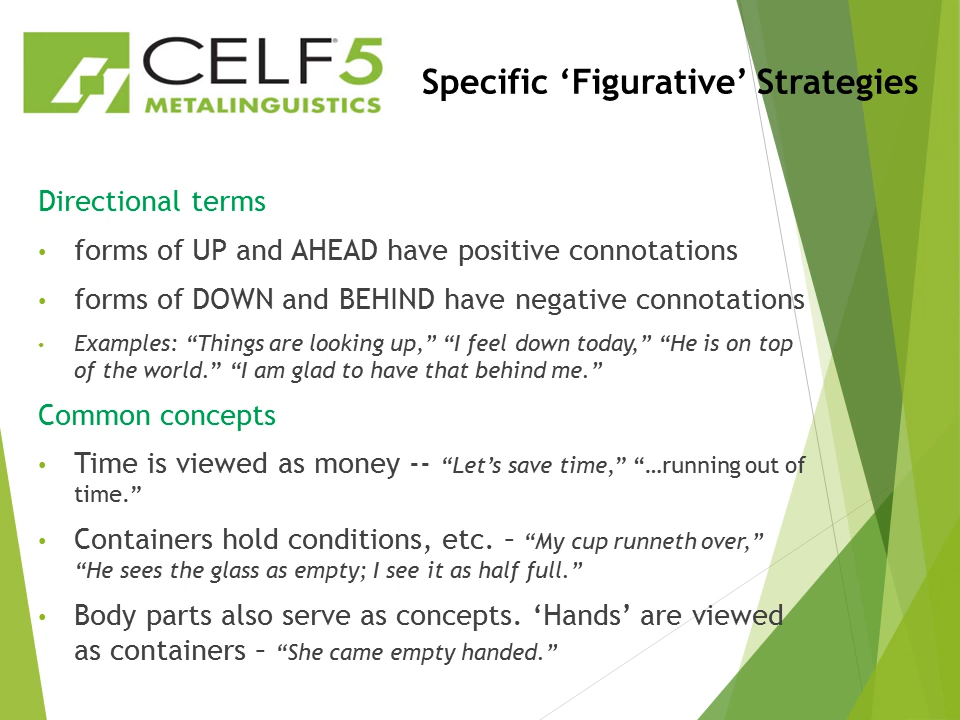 CELF5
METALINGUISTICS
Specific ‘Figurative’ Strategies
Directional terms
• forms of UP and AHEAD have positive connotations
• forms of DOWN and BEHIND have negative connotations
• Examples: “Things are looking up,” “I feel down today,” “He is on top
of the world.” “I am glad to have that behind me.”
Common concepts
• Time is viewed as money -- “Let’s save time,” “…running out of
time.”
• Containers hold conditions, etc. – “My cup runneth over,”
“He sees the glass as empty; I see it as half full.”
• Body parts also serve as concepts. ‘Hands’ are viewed
as containers – “She came empty handed.”